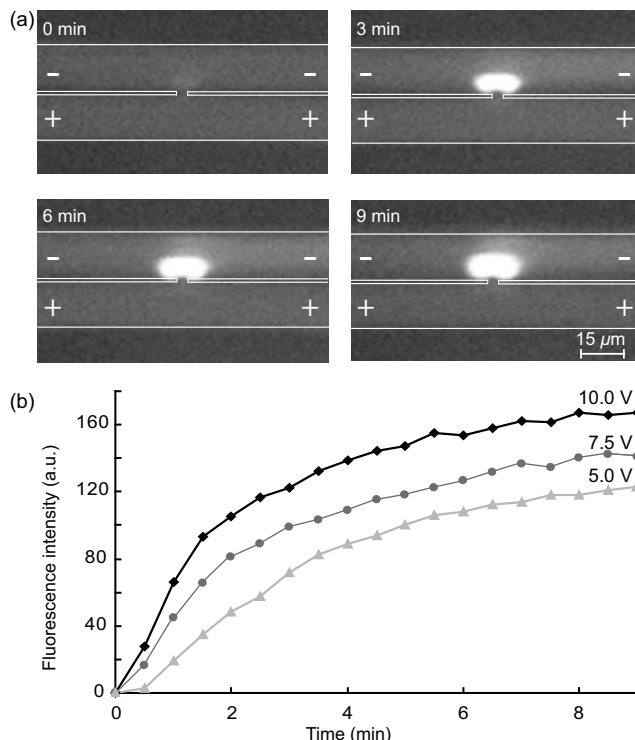 (a)
0 min
3 min
- -
- -
+ +
+ +
6 min
9 min
- -
- -
+ +
+ +
15 µm
(b)
10.0 V
7.5 V
5.0 V
160
120
80
40
0
Fluorescence intensity (a.u.)
0 2 4 6 8
Time (min)